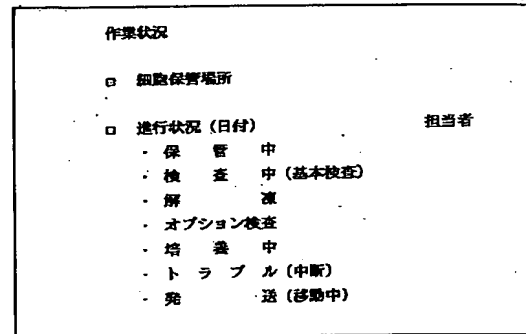 作業状況
□ 細胞保管場所
□ 進行状況(日付) 担当者
・保管中
・検査中(基本検査)
・解凍
・オプション検査
・培養中
・トラブル(中断)
・発送(移動中)